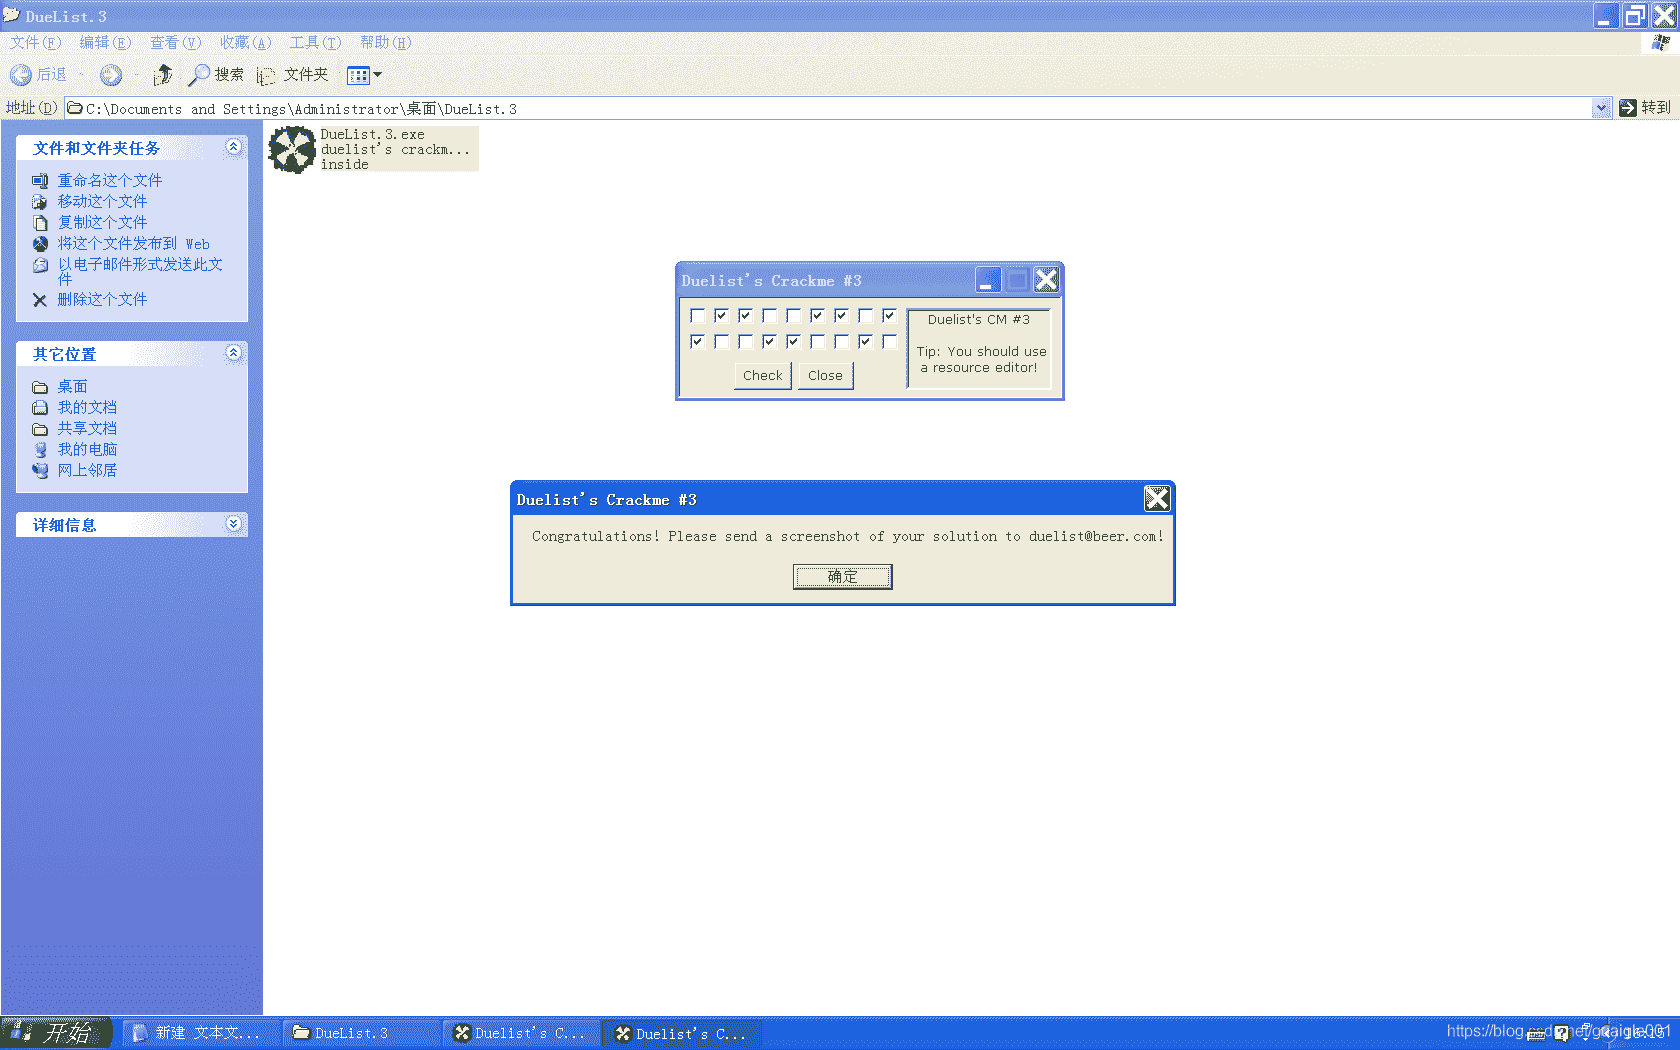 DueList.3
文件(F) 编辑(E) 查看(V) 收藏(A) 工具(T) 帮助(H)
后退 搜索 文件夹
地址(D) C:\Documents and Settings\Administrator\桌面\DueList.3 转到
文件和文件夹任务
重命名这个文件
移动这个文件
复制这个文件
将这个文件发布到 Web
以电子邮件形式发送此文
件
删除这个文件
其它位置
桌面
我的文档
共享文档
我的电脑
网上邻居
详细信息
DueList.3.exe
duelist's crackm...
inside
Duelist's Crackme #3
Duelist's CM #3
Tip: You should use
a resource editor!
Check Close
Duelist's Crackme #3
Congratulations! Please send a screenshot of your solution to duelist@beer.com!
确定
开始 新建 文本文... DueList.3 Duelist's C... Duelist's C...